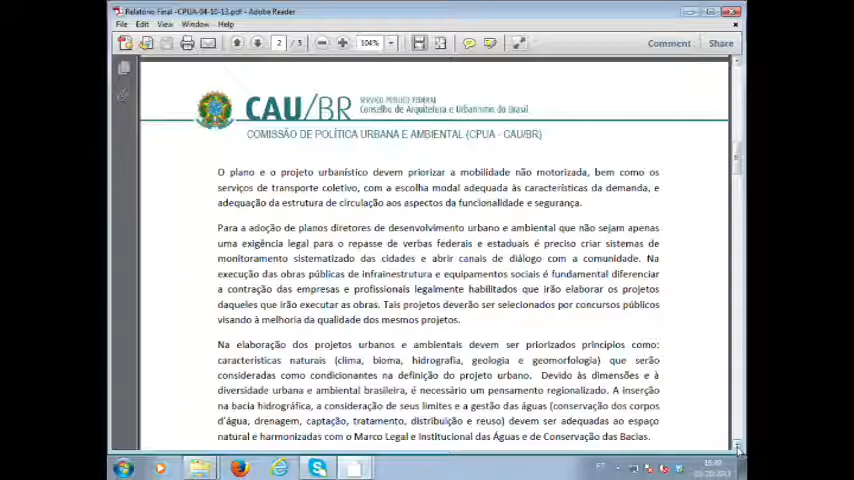 Relatório Final -CPUA-04-10-13.pdf - Adobe Reader
File Edit View Window Help
2 / 5 104% Comment Share
CAU/BR SERVIÇO PÚBLICO FEDERAL
Conselho de Arquitetura e Urbanismo do Brasil
COMISSÃO DE POLÍTICA URBANA E AMBIENTAL (CPUA - CAU/BR)
O plano e o projeto urbanístico devem priorizar a mobilidade não motorizada, bem como os
serviços de transporte coletivo, com a escolha modal adequada às características da demanda, e
adequação da estrutura de circulação aos aspectos da funcionalidade e segurança.
Para a adoção de planos diretores de desenvolvimento urbano e ambiental que não sejam apenas
uma exigência legal para o repasse de verbas federais e estaduais é preciso criar sistemas de
monitoramento sistematizado das cidades e abrir canais de diálogo com a comunidade. Na
execução das obras públicas de infrainestrutura e equipamentos sociais é fundamental diferenciar
a contração das empresas e profissionais legalmente habilitados que irão elaborar os projetos
daqueles que irão executar as obras. Tais projetos deverão ser selecionados por concursos públicos
visando à melhoria da qualidade dos mesmos projetos.
Na elaboração dos projetos urbanos e ambientais devem ser priorizados princípios como:
características naturais (clima, bioma, hidrografia, geologia e geomorfologia) que serão
consideradas como condicionantes na definição do projeto urbano. Devido às dimensões e à
diversidade urbana e ambiental brasileira, é necessário um pensamento regionalizado. A inserção
na bacia hidrográfica, a consideração de seus limites e a gestão das águas (conservação dos corpos
d'água, drenagem, captação, tratamento, distribuição e reuso) devem ser adequadas ao espaço
natural e harmonizadas com o Marco Legal e Institucional das Águas e de Conservação das Bacias.
PT